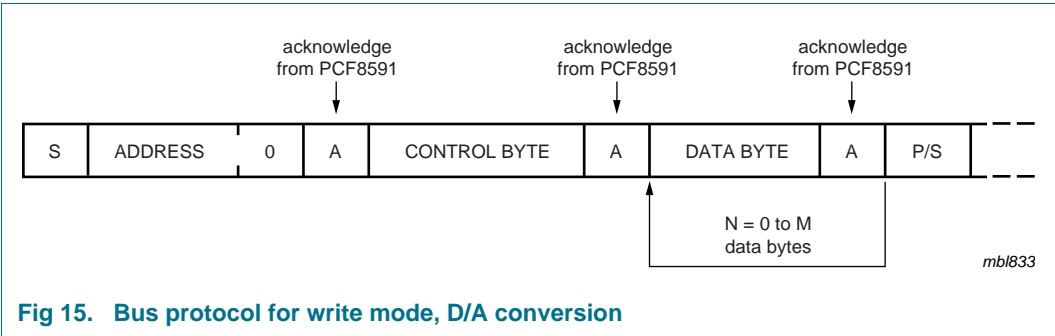 acknowledge
from PCF8591
acknowledge
from PCF8591
acknowledge
from PCF8591
S ADDRESS 0 A CONTROL BYTE A DATA BYTE A P/S
N = 0 to M
data bytes
mbl833
Fig 15. Bus protocol for write mode, D/A conversion